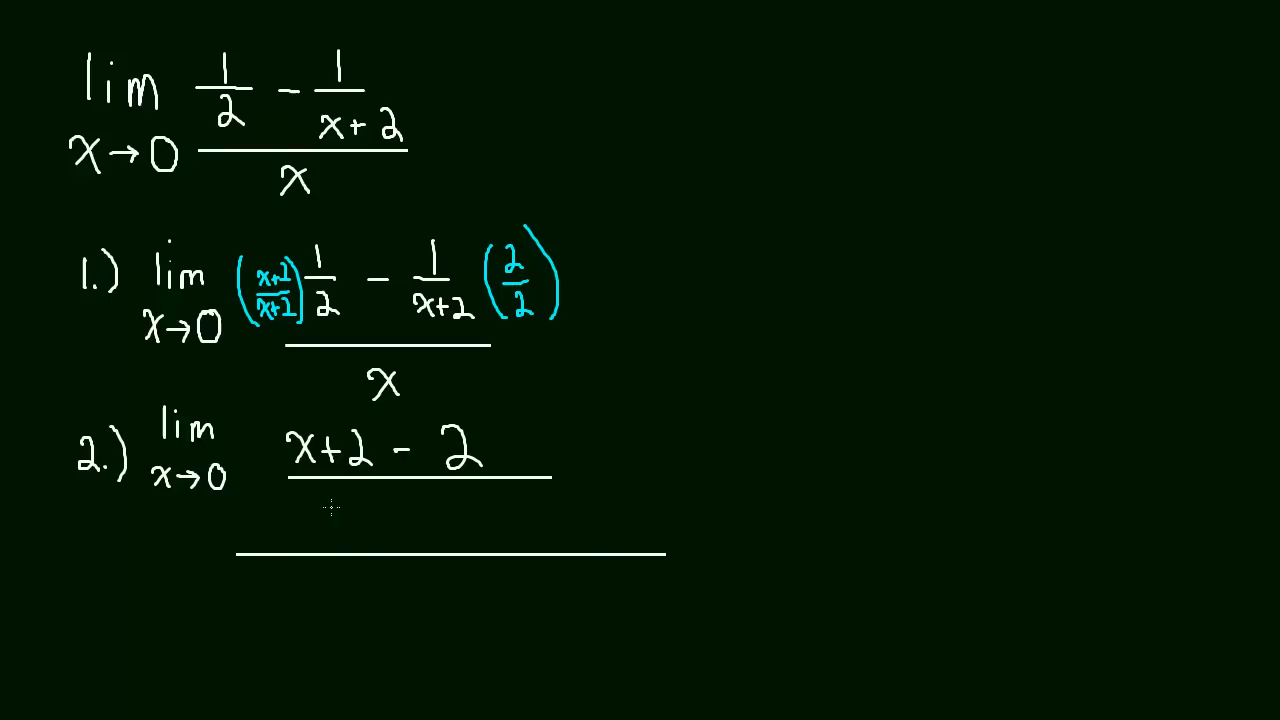 lim x→0 (1/2 - 1/(x+2))/x
1.) lim x→0 ((x+2)/(x+2)) 1/2 - 1/(x+2) (2/2) / x
2.) lim x→0 x+2 - 2